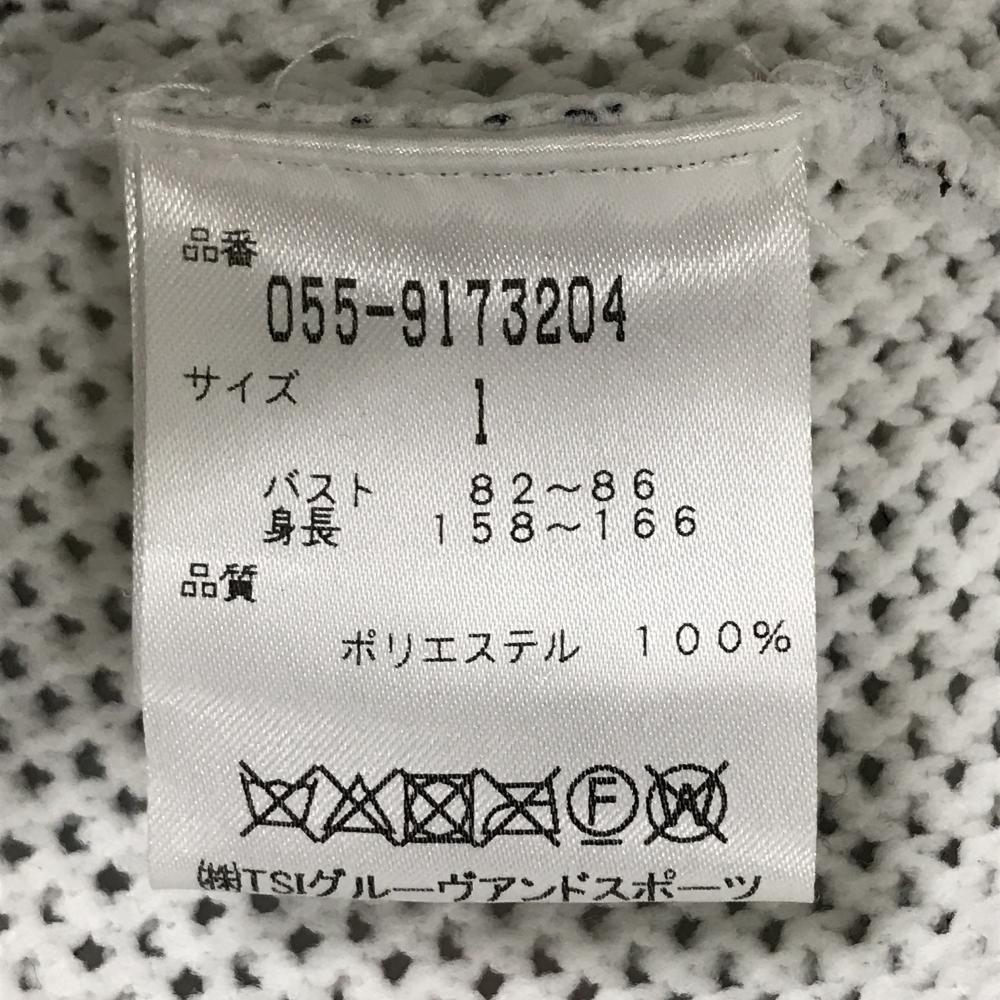 品番
055-9173204
サイズ 1
バスト 82〜86
身長 158〜166
品質
ポリエステル 100%
F W
㈱TSIグルーヴアンドスポーツ